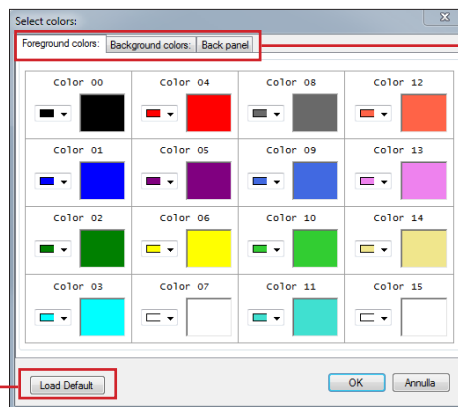 Select colors:
Foreground colors: Background colors: Back panel
Color 00 Color 04 Color 08 Color 12
Color 01 Color 05 Color 09 Color 13
Color 02 Color 06 Color 10 Color 14
Color 03 Color 07 Color 11 Color 15
Load Default OK Annulla